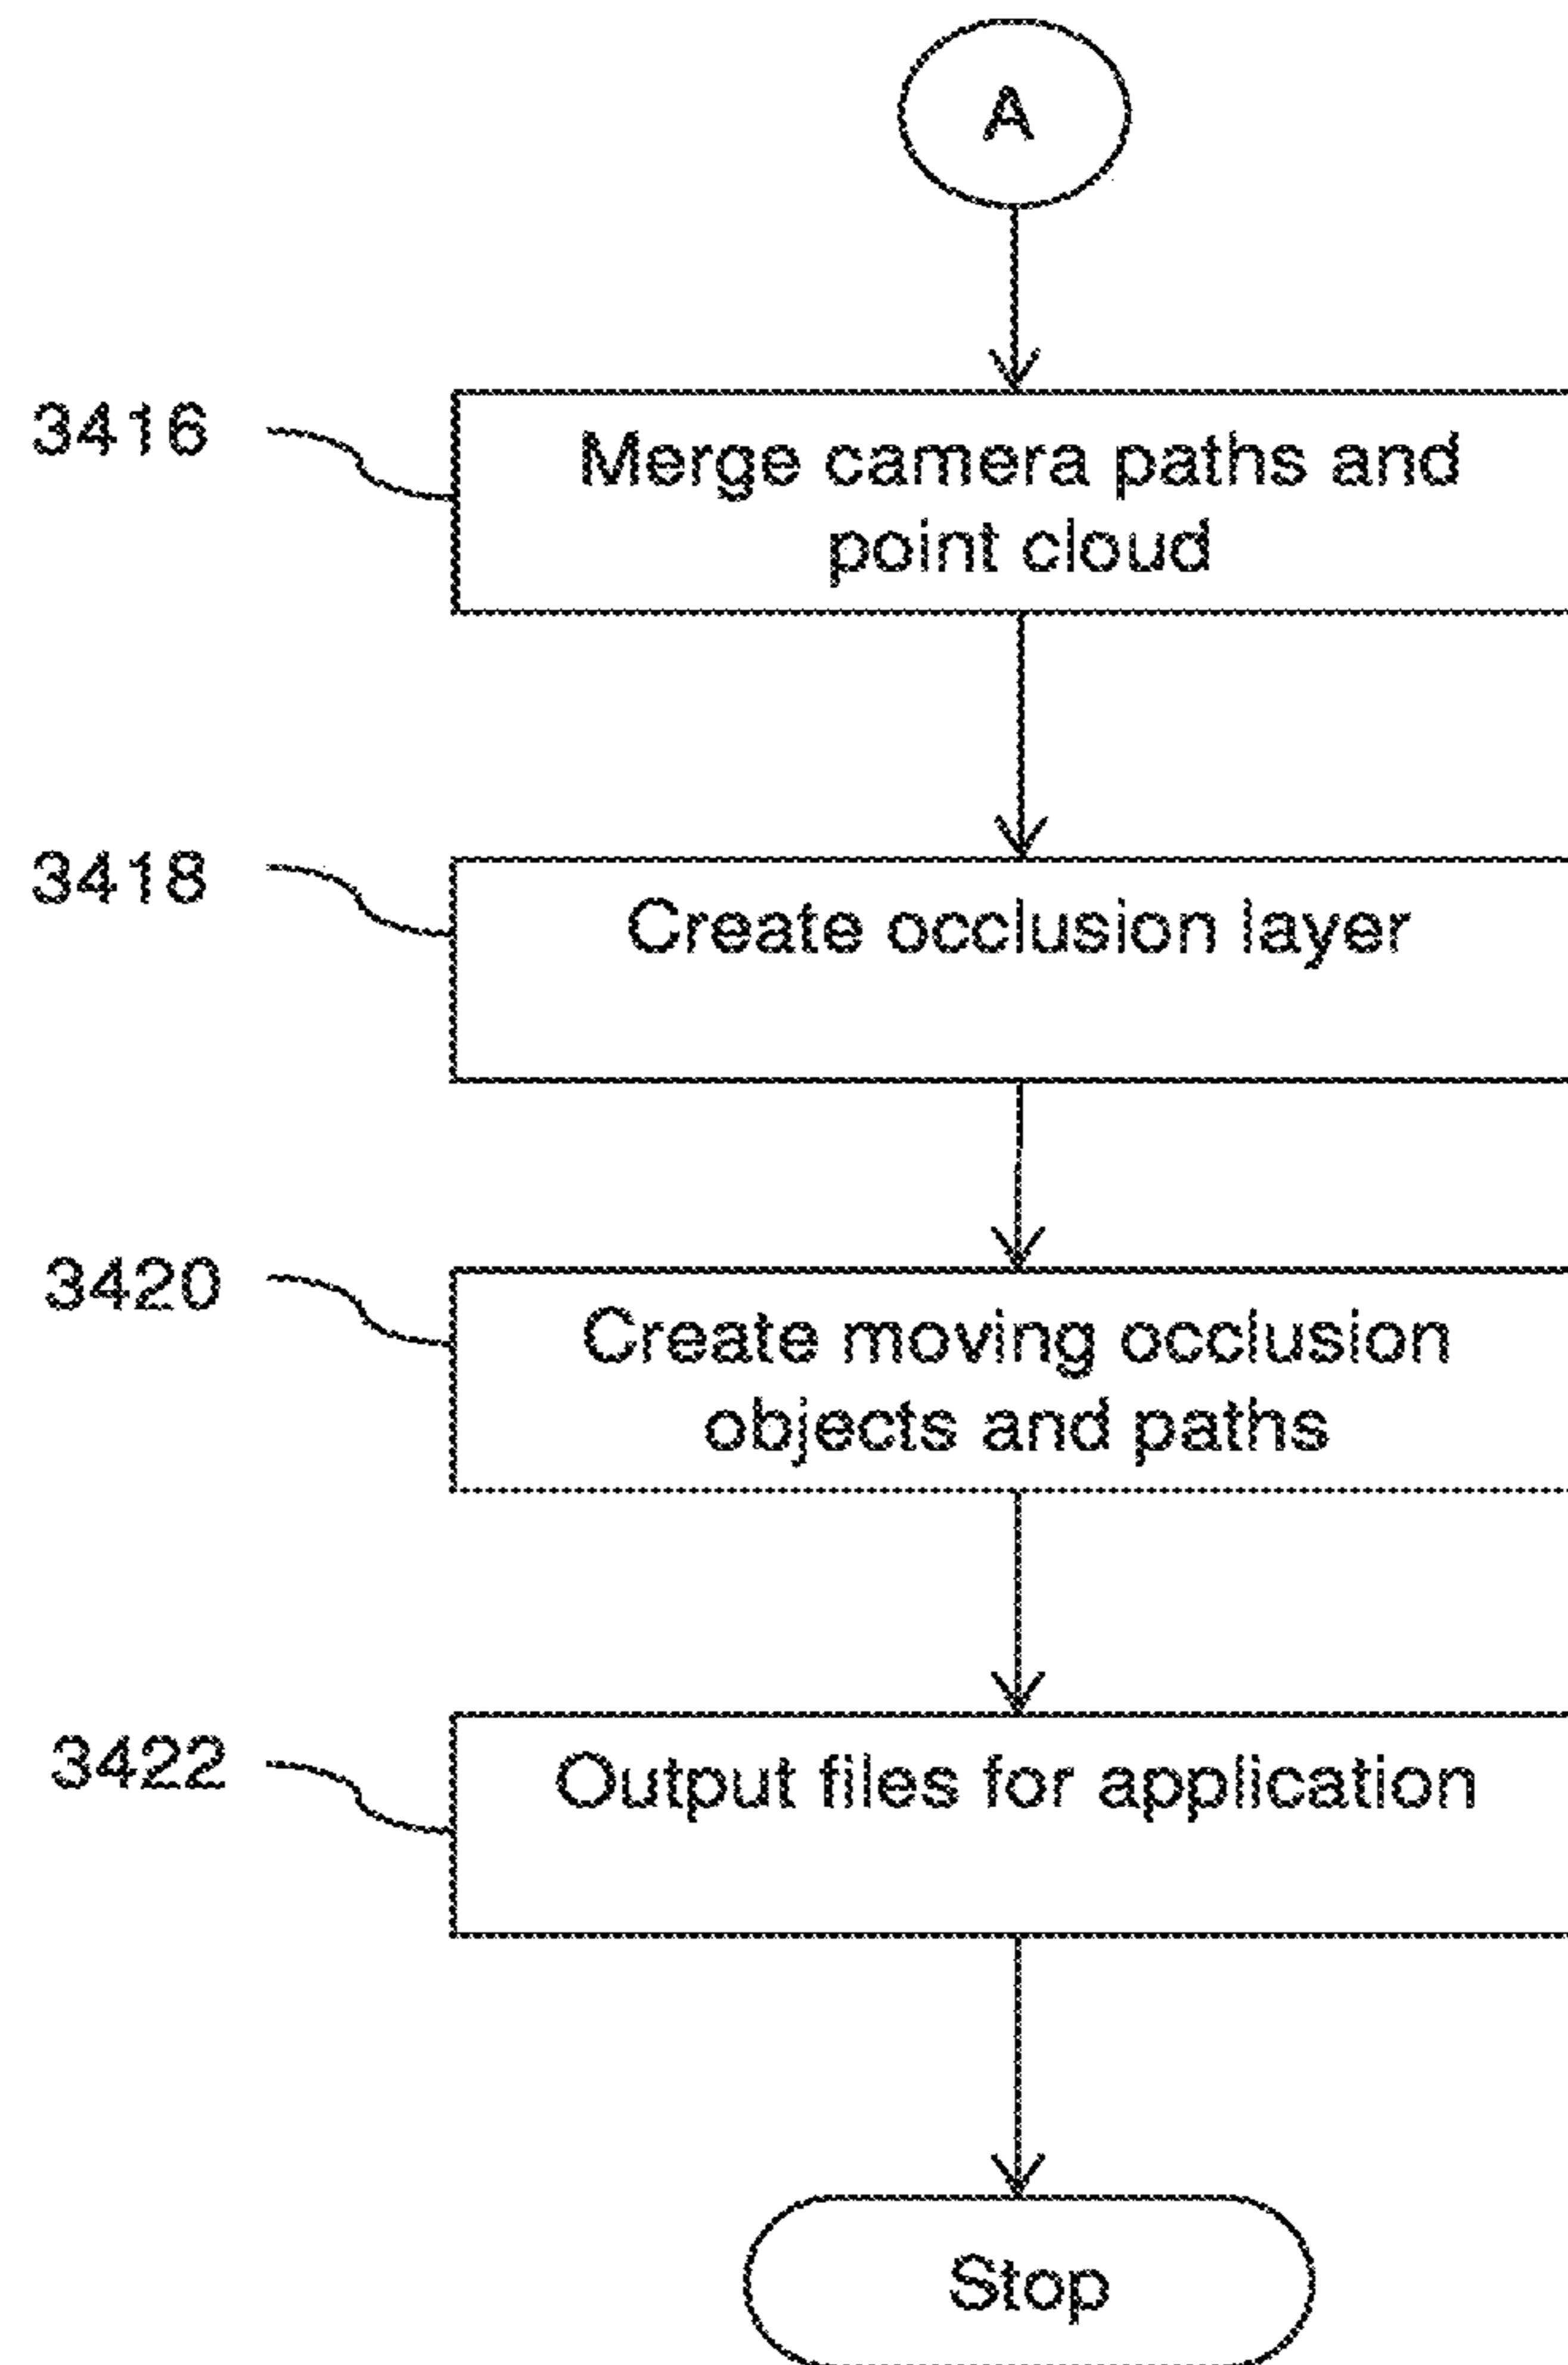 A
3416
Merge camera paths and
point cloud
3418
Create occlusion layer
3420
Create moving occlusion
objects and paths
3422
Output files for application
Stop